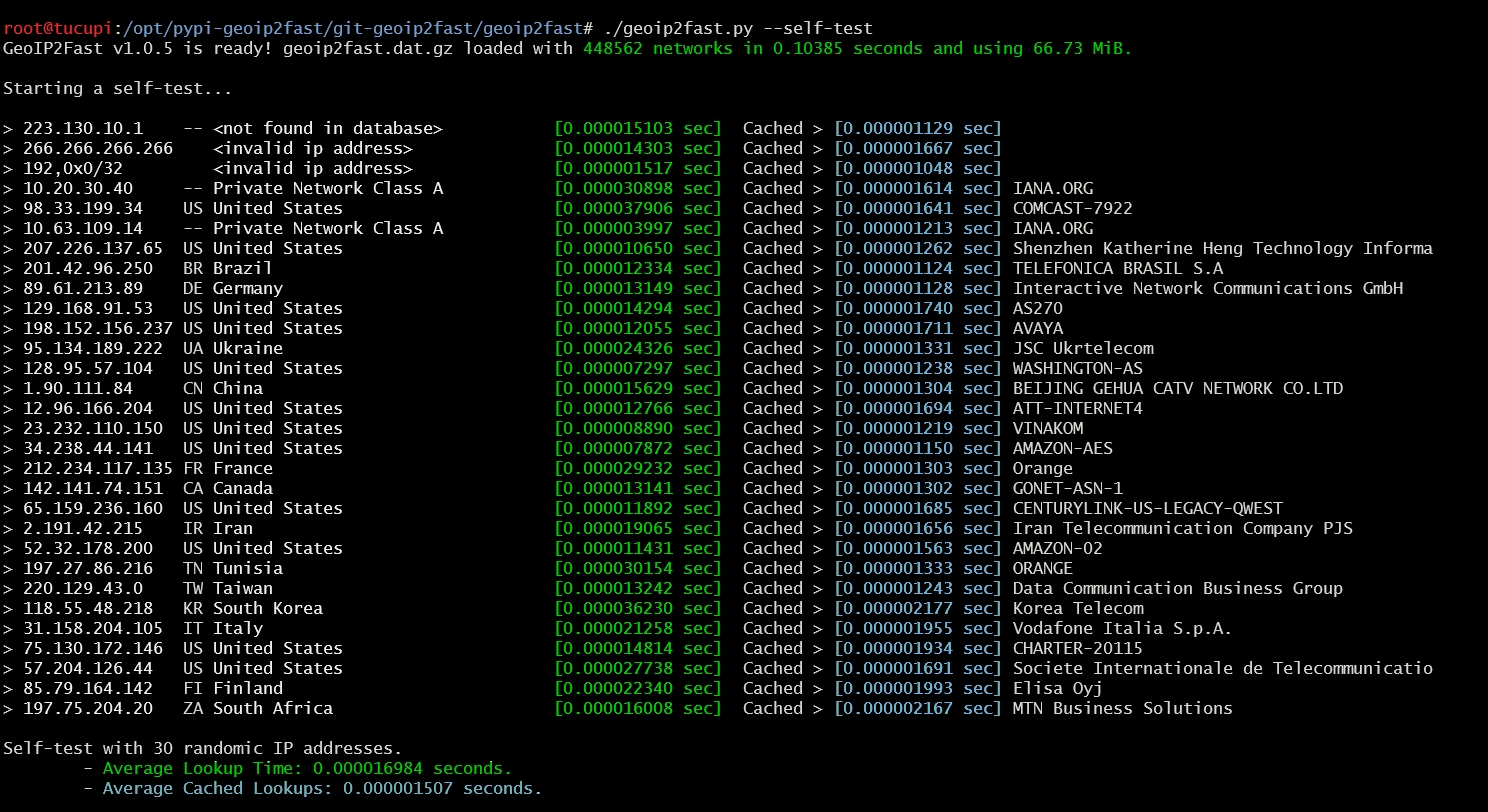 root@tucupi:/opt/pypi-geoip2fast/git-geoip2fast/geoip2fast# ./geoip2fast.py --self-test
GeoIP2Fast v1.0.5 is ready! geoip2fast.dat.gz loaded with 448562 networks in 0.10385 seconds and using 66.73 MiB.
Starting a self-test...
> 223.130.10.1 -- <not found in database> [0.000015103 sec] Cached > [0.000001129 sec]
> 266.266.266.266 <invalid ip address> [0.000014303 sec] Cached > [0.000001667 sec]
> 192,0x0/32 <invalid ip address> [0.000001517 sec] Cached > [0.000001048 sec]
> 10.20.30.40 -- Private Network Class A [0.000030898 sec] Cached > [0.000001614 sec] IANA.ORG
> 98.33.199.34 US United States [0.000037906 sec] Cached > [0.000001641 sec] COMCAST-7922
> 10.63.109.14 -- Private Network Class A [0.000003997 sec] Cached > [0.000001213 sec] IANA.ORG
> 207.226.137.65 US United States [0.000010650 sec] Cached > [0.000001262 sec] Shenzhen Katherine Heng Technology Informa
> 201.42.96.250 BR Brazil [0.000012334 sec] Cached > [0.000001124 sec] TELEFONICA BRASIL S.A
> 89.61.213.89 DE Germany [0.000013149 sec] Cached > [0.000001128 sec] Interactive Network Communications GmbH
> 129.168.91.53 US United States [0.000014294 sec] Cached > [0.000001740 sec] AS270
> 198.152.156.237 US United States [0.000012055 sec] Cached > [0.000001711 sec] AVAYA
> 95.134.189.222 UA Ukraine [0.000024326 sec] Cached > [0.000001331 sec] JSC Ukrtelecom
> 128.95.57.104 US United States [0.000007297 sec] Cached > [0.000001238 sec] WASHINGTON-AS
> 1.90.111.84 CN China [0.000015629 sec] Cached > [0.000001304 sec] BEIJING GEHUA CATV NETWORK CO.LTD
> 12.96.166.204 US United States [0.000012766 sec] Cached > [0.000001694 sec] ATT-INTERNET4
> 23.232.110.150 US United States [0.000008890 sec] Cached > [0.000001219 sec] VINAKOM
> 34.238.44.141 US United States [0.000007872 sec] Cached > [0.000001150 sec] AMAZON-AES
> 212.234.117.135 FR France [0.000029232 sec] Cached > [0.000001303 sec] Orange
> 142.141.74.151 CA Canada [0.000013141 sec] Cached > [0.000001302 sec] GONET-ASN-1
> 65.159.236.160 US United States [0.000011892 sec] Cached > [0.000001685 sec] CENTURYLINK-US-LEGACY-QWEST
> 2.191.42.215 IR Iran [0.000019065 sec] Cached > [0.000001656 sec] Iran Telecommunication Company PJS
> 52.32.178.200 US United States [0.000011431 sec] Cached > [0.000001563 sec] AMAZON-02
> 197.27.86.216 TN Tunisia [0.000030154 sec] Cached > [0.000001333 sec] ORANGE
> 220.129.43.0 TW Taiwan [0.000013242 sec] Cached > [0.000001243 sec] Data Communication Business Group
> 118.55.48.218 KR South Korea [0.000036230 sec] Cached > [0.000002177 sec] Korea Telecom
> 31.158.204.105 IT Italy [0.000021258 sec] Cached > [0.000001955 sec] Vodafone Italia S.p.A.
> 75.130.172.146 US United States [0.000014814 sec] Cached > [0.000001934 sec] CHARTER-20115
> 57.204.126.44 US United States [0.000027738 sec] Cached > [0.000001691 sec] Societe Internationale de Telecommunicatio
> 85.79.164.142 FI Finland [0.000022340 sec] Cached > [0.000001993 sec] Elisa Oyj
> 197.75.204.20 ZA South Africa [0.000016008 sec] Cached > [0.000002167 sec] MTN Business Solutions
Self-test with 30 randomic IP addresses.
- Average Lookup Time: 0.000016984 seconds.
- Average Cached Lookups: 0.000001507 seconds.